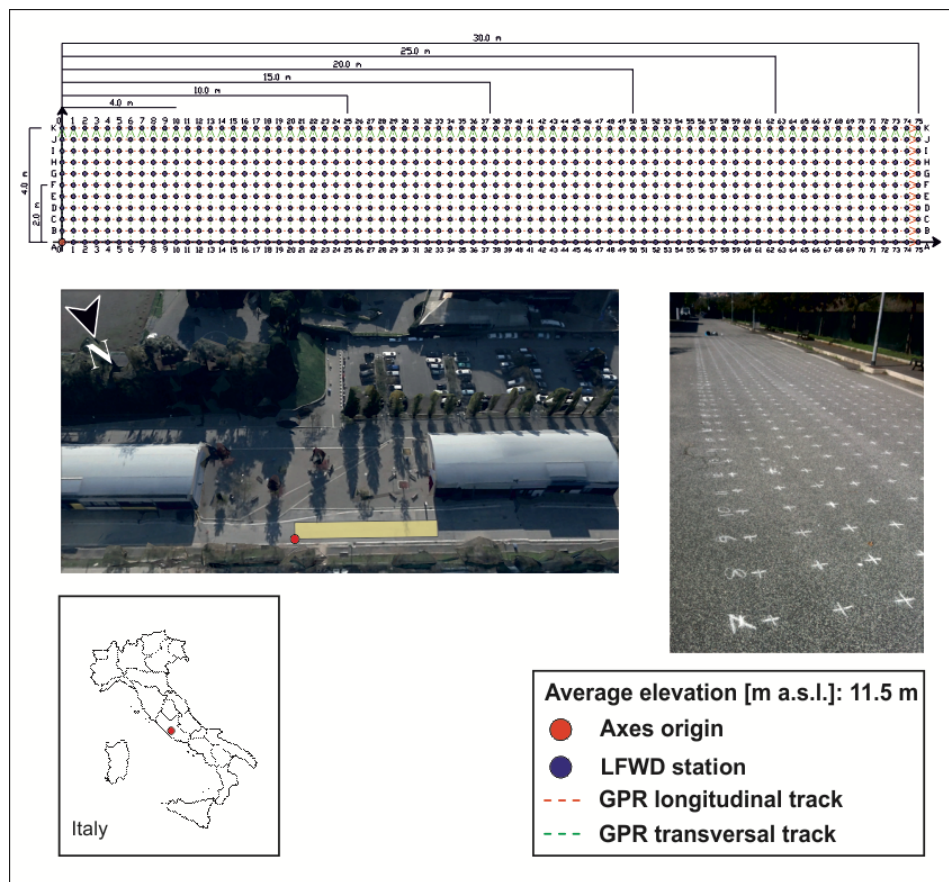 30.0 m
25.0 m
20.0 m
15.0 m
10.0 m
4.0 m
0 1 2 3 4 5 6 7 8 9 10 11 12 13 14 15 16 17 18 19 20 21 22 23 24 25 26 27 28 29 30 31 32 33 34 35 36 37 38 39 40 41 42 43 44 45 46 47 48 49 50 51 52 53 54 55 56 57 58 59 60 61 62 63 64 65 66 67 68 69 70 71 72 73 74 75
K K
J J
I I
H H
G G
F F
E E
D D
C C
B B
A A
4.0 m
2.0 m
0 1 2 3 4 5 6 7 8 9 10 11 12 13 14 15 16 17 18 19 20 21 22 23 24 25 26 27 28 29 30 31 32 33 34 35 36 37 38 39 40 41 42 43 44 45 46 47 48 49 50 51 52 53 54 55 56 57 58 59 60 61 62 63 64 65 66 67 68 69 70 71 72 73 74 75
N
Italy
Average elevation [m a.s.l.]: 11.5 m
Axes origin
LFWD station
GPR longitudinal track
GPR transversal track